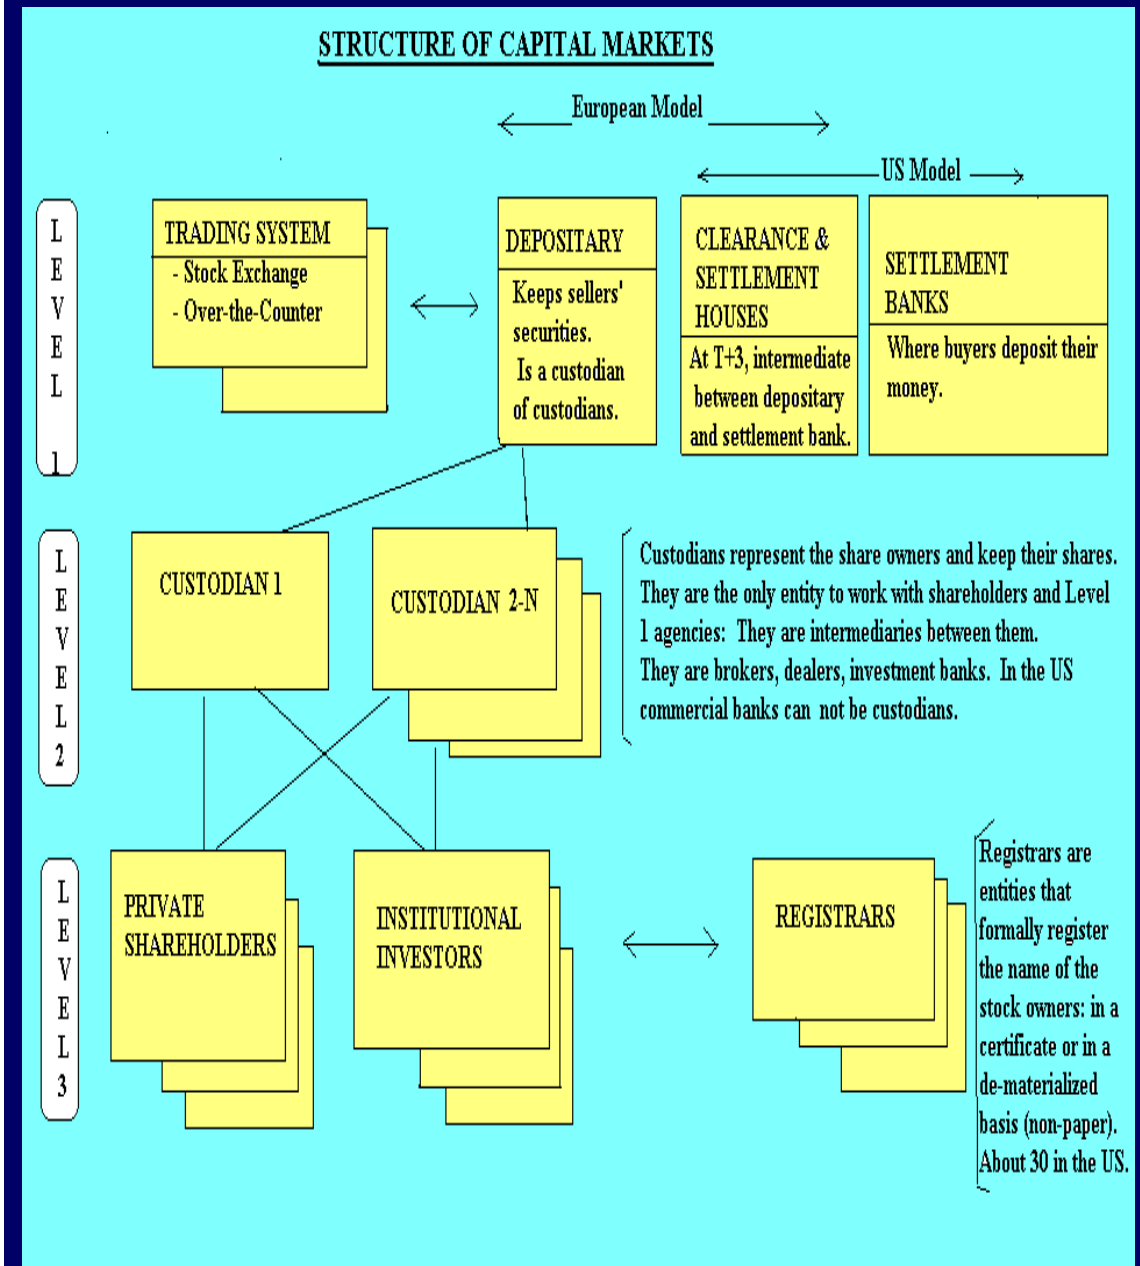 STRUCTURE OF CAPITAL MARKETS
European Model
US Model
LEVEL 1
TRADING SYSTEM
- Stock Exchange
- Over-the-Counter
DEPOSITARY
Keeps sellers'
securities.
Is a custodian
of custodians.
CLEARANCE &
SETTLEMENT
HOUSES
At T+3, intermediate
between depositary
and settlement bank.
SETTLEMENT
BANKS
Where buyers deposit their
money.
LEVEL 2
CUSTODIAN 1
CUSTODIAN 2-N
Custodians represent the share owners and keep their shares.
They are the only entity to work with shareholders and Level
1 agencies: They are intermediaries between them.
They are brokers, dealers, investment banks. In the US
commercial banks can not be custodians.
LEVEL 3
PRIVATE
SHAREHOLDERS
INSTITUTIONAL
INVESTORS
REGISTRARS
Registrars are
entities that
formally register
the name of the
stock owners: in a
certificate or in a
de-materialized
basis (non-paper).
About 30 in the US.